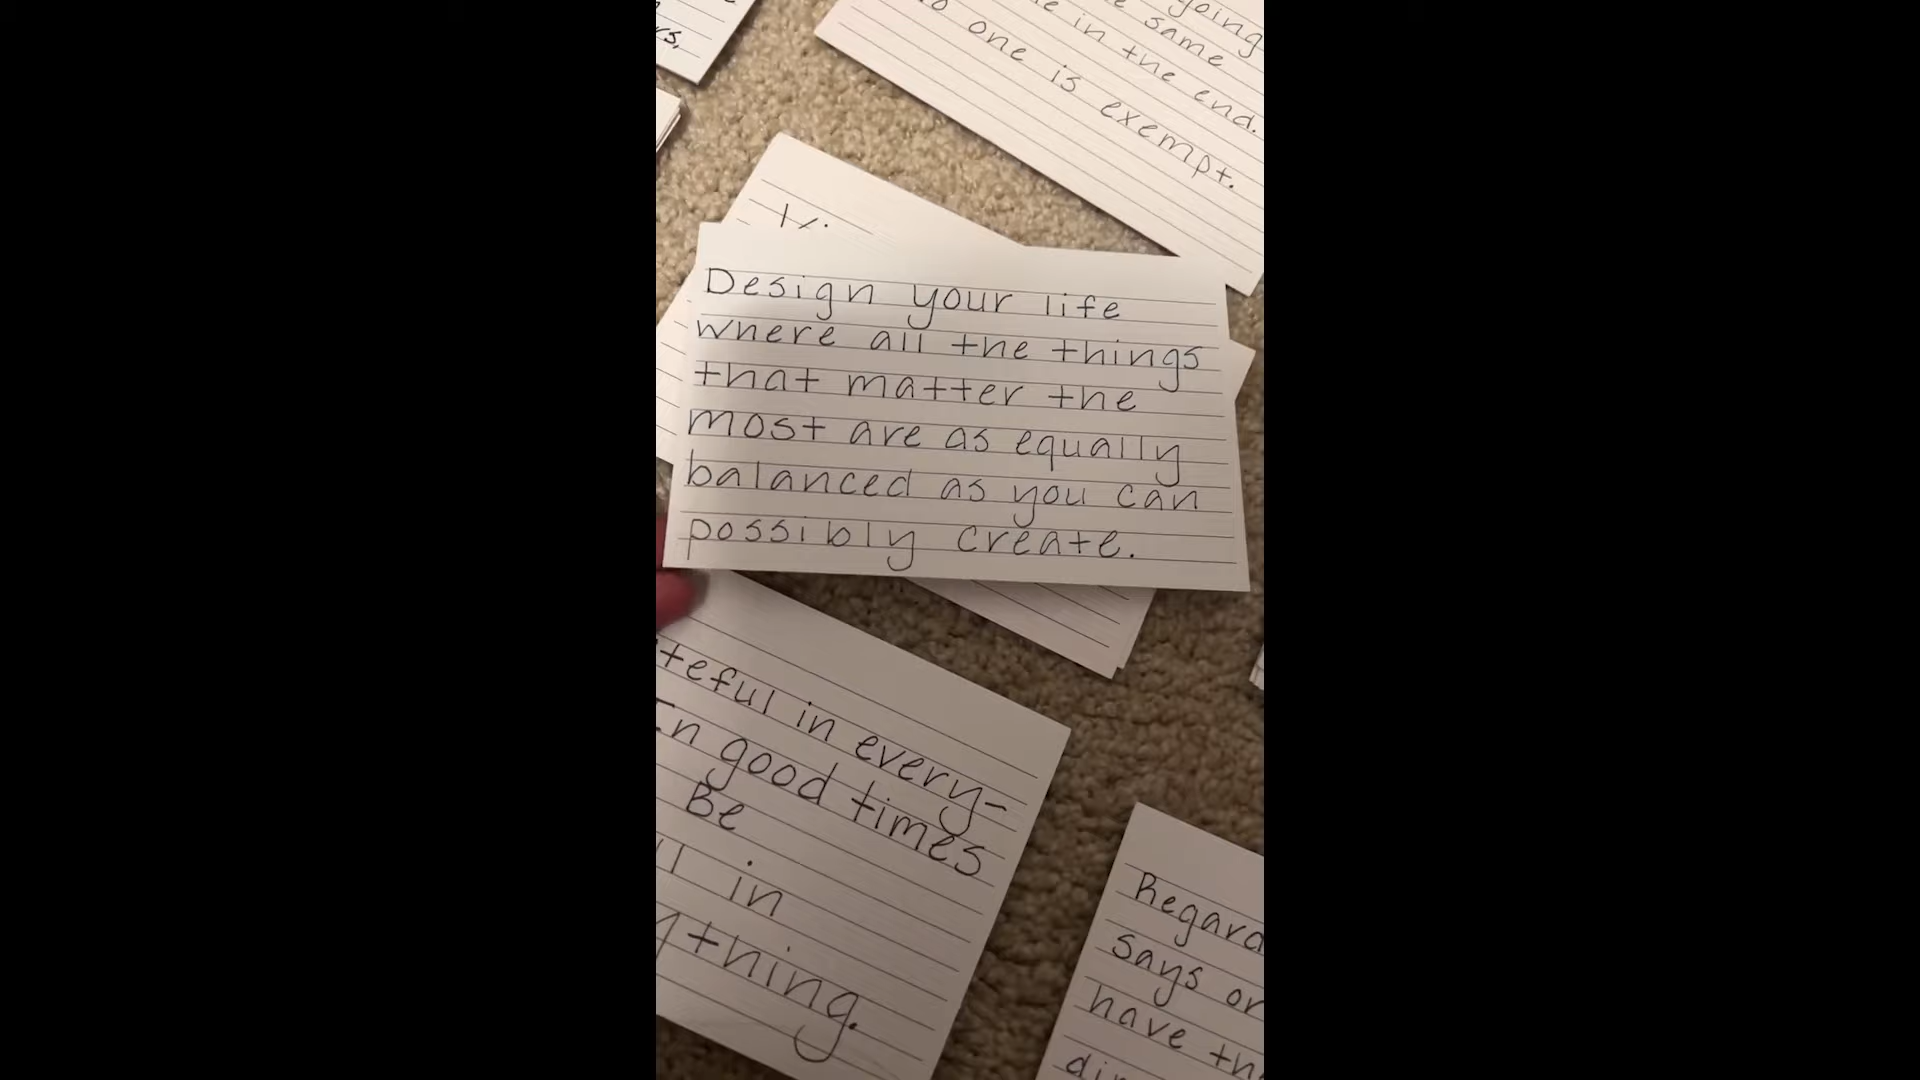 rs,
going
same
in the end.
one is exempt.
Design your life
where all the things
that matter the
most are as equally
balanced as you can
possibly create.
teful in every-
In good times
Be
in
thing.
Regard
says or
have th